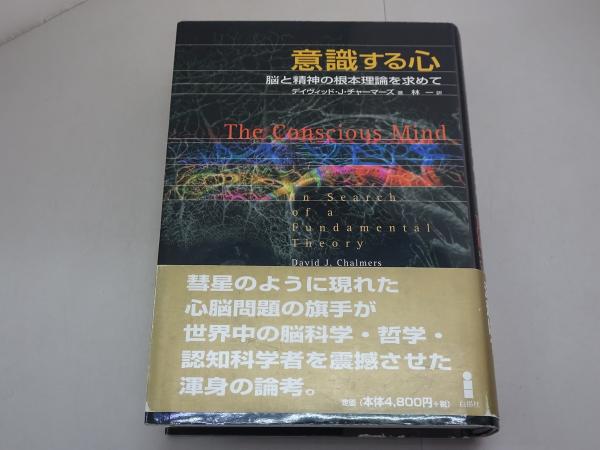 意識する心
脳と精神の根本理論を求めて
デイヴィッド・J・チャーマーズ 著 林 一 訳
The Conscious Mind
In Search
of a
Fundamental
Theory
David J. Chalmers
彗星のように現れた
心脳問題の旗手が
世界中の脳科学・哲学・
認知科学者を震撼させた
渾身の論考。
定価（本体4,800円+税）
白揚社